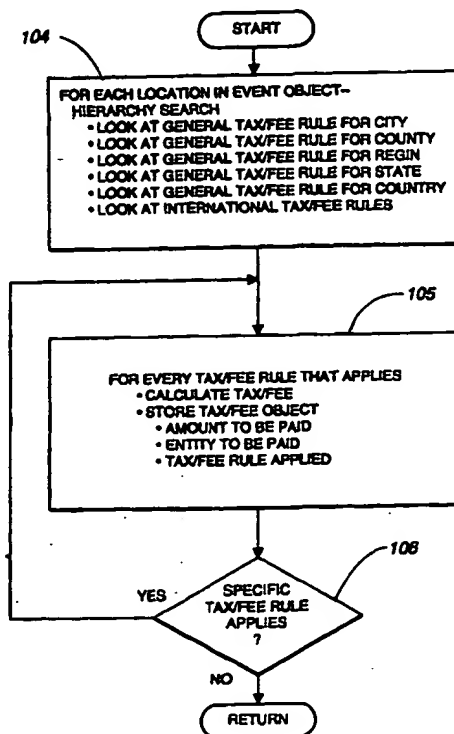 START
104
FOR EACH LOCATION IN EVENT OBJECT--
HIERARCHY SEARCH
• LOOK AT GENERAL TAX/FEE RULE FOR CITY
• LOOK AT GENERAL TAX/FEE RULE FOR COUNTY
• LOOK AT GENERAL TAX/FEE RULE FOR REGIN
• LOOK AT GENERAL TAX/FEE RULE FOR STATE
• LOOK AT GENERAL TAX/FEE RULE FOR COUNTRY
• LOOK AT INTERNATIONAL TAX/FEE RULES
105
FOR EVERY TAX/FEE RULE THAT APPLIES
• CALCULATE TAX/FEE
• STORE TAX/FEE OBJECT
• AMOUNT TO BE PAID
• ENTITY TO BE PAID
• TAX/FEE RULE APPLIED
108
YES
SPECIFIC
TAX/FEE RULE
APPLIES
?
NO
RETURN